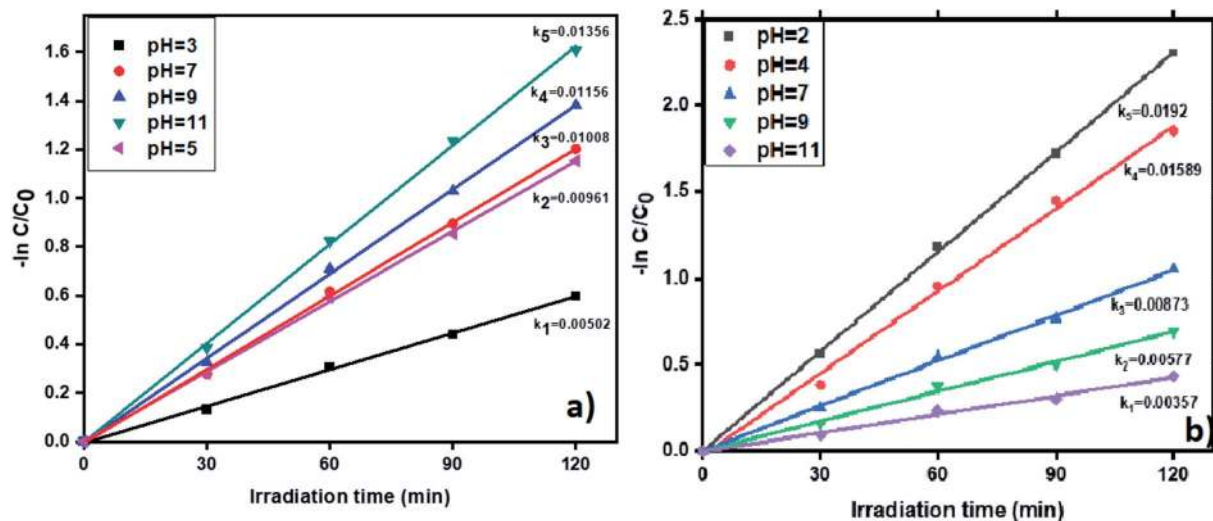 pH=3
pH=7
pH=9
pH=11
pH=5
k5=0.01356
k4=0.01156
k3=0.01008
k2=0.00961
k1=0.00502
1.6
1.4
1.2
1.0
0.8
0.6
0.4
0.2
0.0
-ln C/C0
a)
0 30 60 90 120
Irradiation time (min)
b)
pH=2
pH=4
pH=7
pH=9
pH=11
k5=0.0192
k4=0.01589
k3=0.00873
k2=0.00577
k1=0.00357
2.5
2.0
1.5
1.0
0.5
0.0
-ln C/C0
0 30 60 90 120
Irradiation time (min)